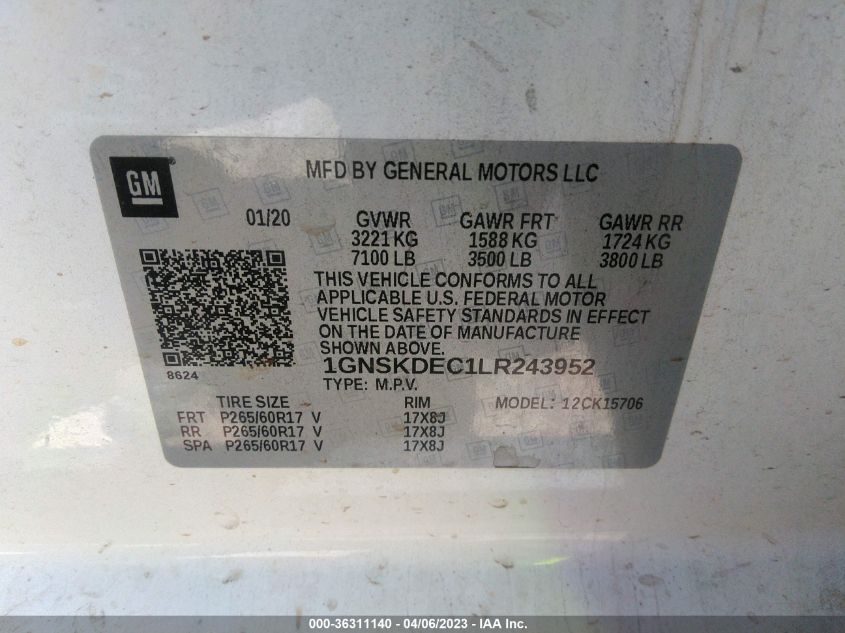 GM
MFD BY GENERAL MOTORS LLC
01/20 GVWR GAWR FRT GAWR RR
3221 KG 1588 KG 1724 KG
7100 LB 3500 LB 3800 LB
THIS VEHICLE CONFORMS TO ALL
APPLICABLE U.S. FEDERAL MOTOR
VEHICLE SAFETY STANDARDS IN EFFECT
ON THE DATE OF MANUFACTURE
SHOWN ABOVE.
8624
1GNSKDEC1LR243952
TYPE: M.P.V.
TIRE SIZE RIM MODEL: 12CK15706
FRT P265/60R17 V 17X8J
RR P265/60R17 V 17X8J
SPA P265/60R17 V 17X8J
000-36311140 - 04/06/2023 - IAA Inc.